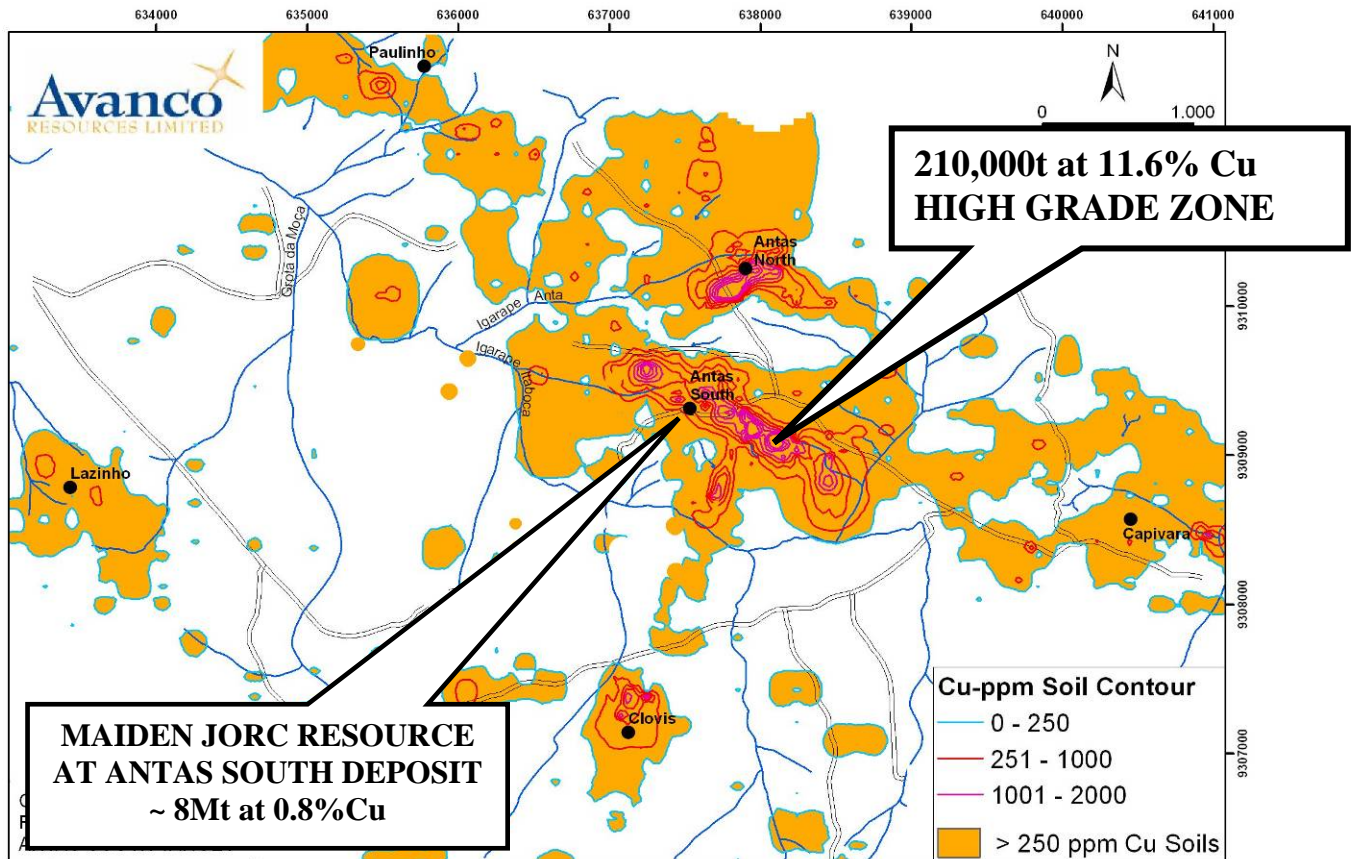 634000 635000 636000 637000 638000 639000 640000 641000
Avanco
RESOURCES LIMITED
Paulinho
N
0 1.000
210,000t at 11.6% Cu
HIGH GRADE ZONE
Grota da Moça
Antas
North
Igarape Anta
9310000
Igarape Itaboca
Antas
South
9309000
Lazinho
Capivara
9308000
Clovis
9307000
MAIDEN JORC RESOURCE
AT ANTAS SOUTH DEPOSIT
~ 8Mt at 0.8%Cu
Cu-ppm Soil Contour
0 - 250
251 - 1000
1001 - 2000
> 250 ppm Cu Soils